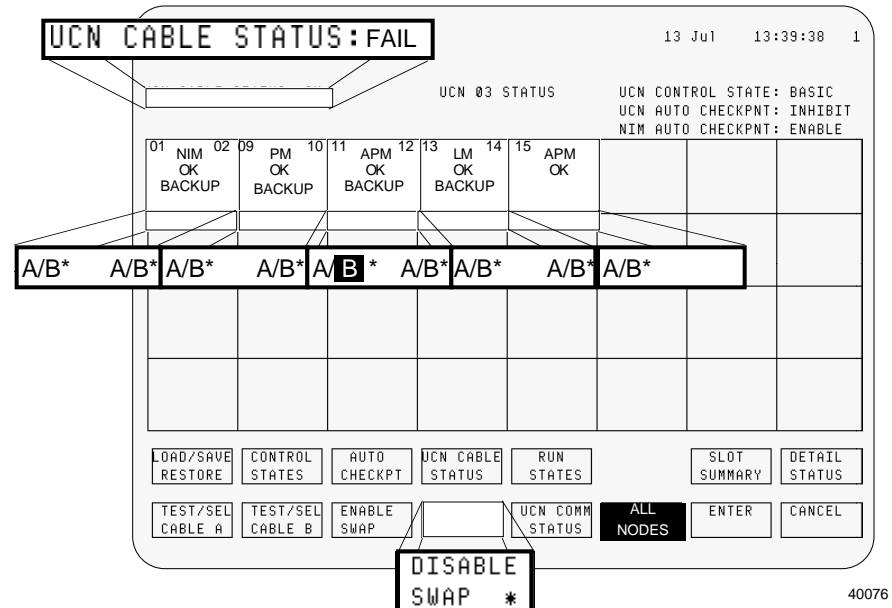 UCN CABLE STATUS: FAIL
13 Jul 13:39:38 1
UCN 03 STATUS
UCN CONTROL STATE: BASIC
UCN AUTO CHECKPNT: INHIBIT
NIM AUTO CHECKPNT: ENABLE
01 NIM 02 09 PM 10 11 APM 12 13 LM 14 15 APM
OK OK OK OK OK
BACKUP BACKUP BACKUP BACKUP
A/B* A/B* A/B* A/B* A/B * A/B* A/B* A/B* A/B*
LOAD/SAVE CONTROL AUTO UCN CABLE RUN SLOT DETAIL
RESTORE STATES CHECKPT STATUS STATES SUMMARY STATUS
TEST/SEL TEST/SEL ENABLE UCN COMM ALL ENTER CANCEL
CABLE A CABLE B SWAP STATUS NODES
DISABLE
SWAP *
40076